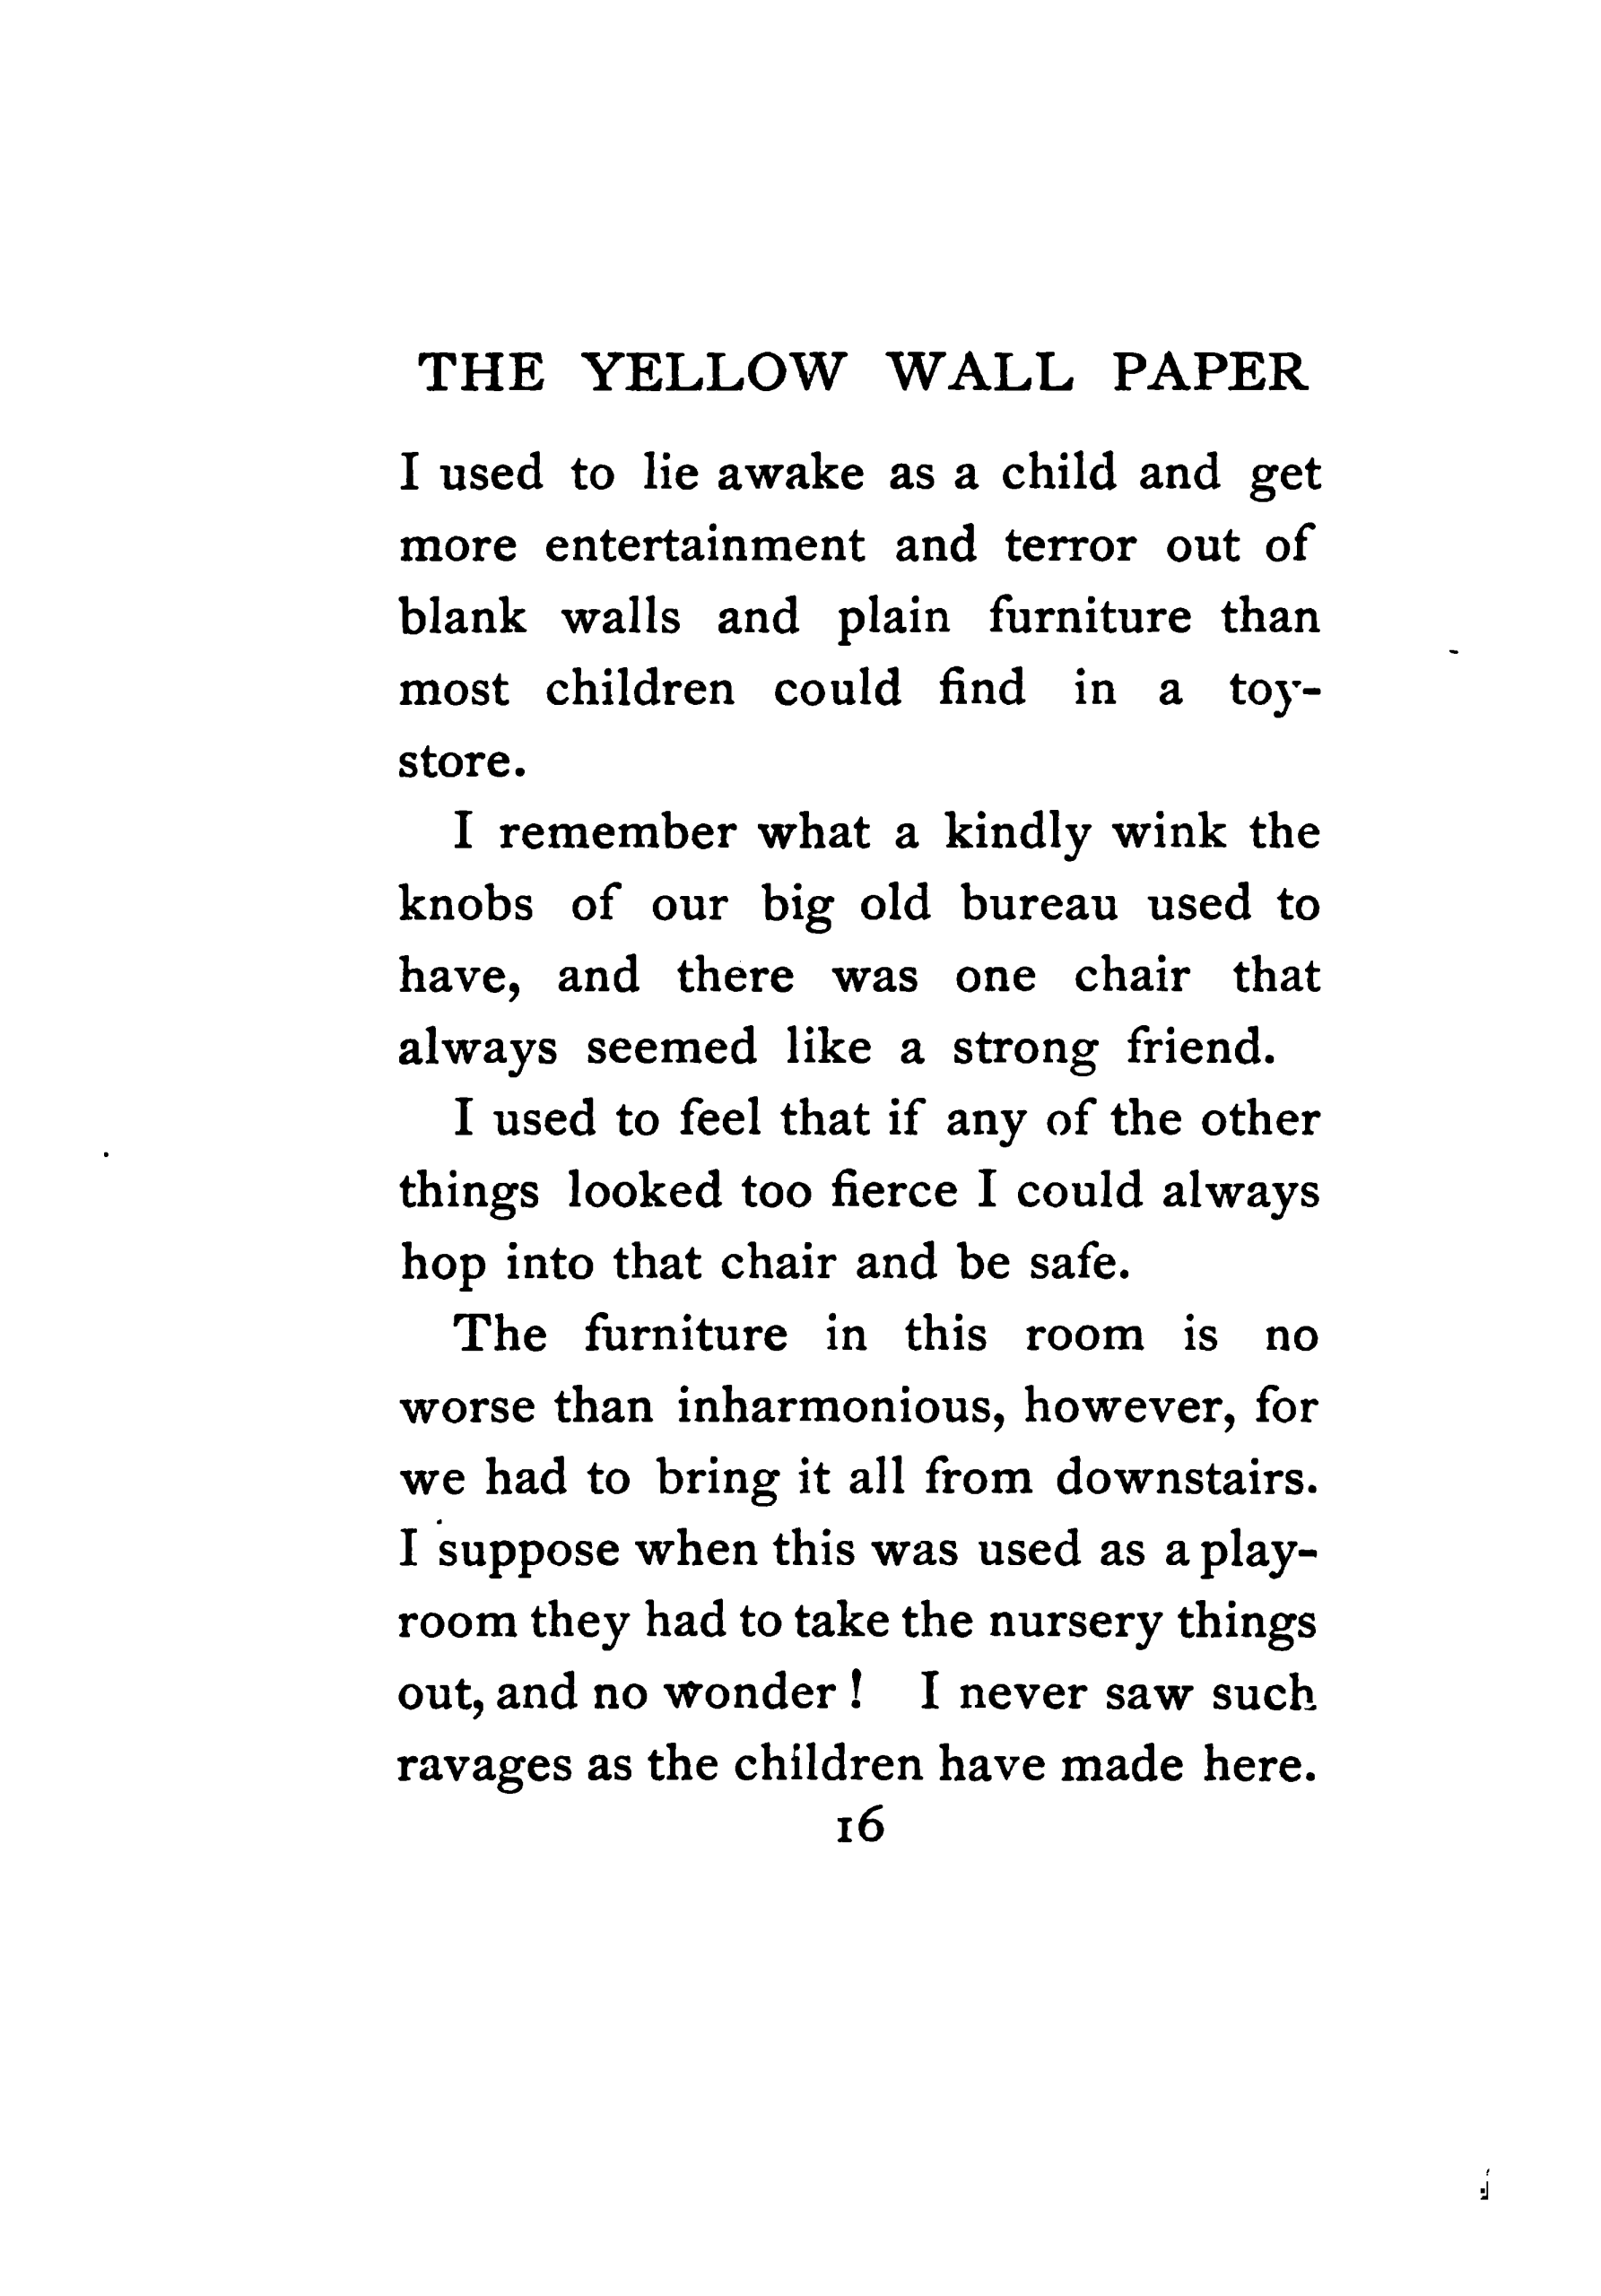 THE YELLOW WALL PAPER
I used to lie awake as a child and get
more entertainment and terror out of
blank walls and plain furniture than
most children could find in a toy-
store.
I remember what a kindly wink the
knobs of our big old bureau used to
have, and there was one chair that
always seemed like a strong friend.
I used to feel that if any of the other
things looked too fierce I could always
hop into that chair and be safe.
The furniture in this room is no
worse than inharmonious, however, for
we had to bring it all from downstairs.
I suppose when this was used as a play-
room they had to take the nursery things
out, and no wonder! I never saw such
ravages as the children have made here.
16